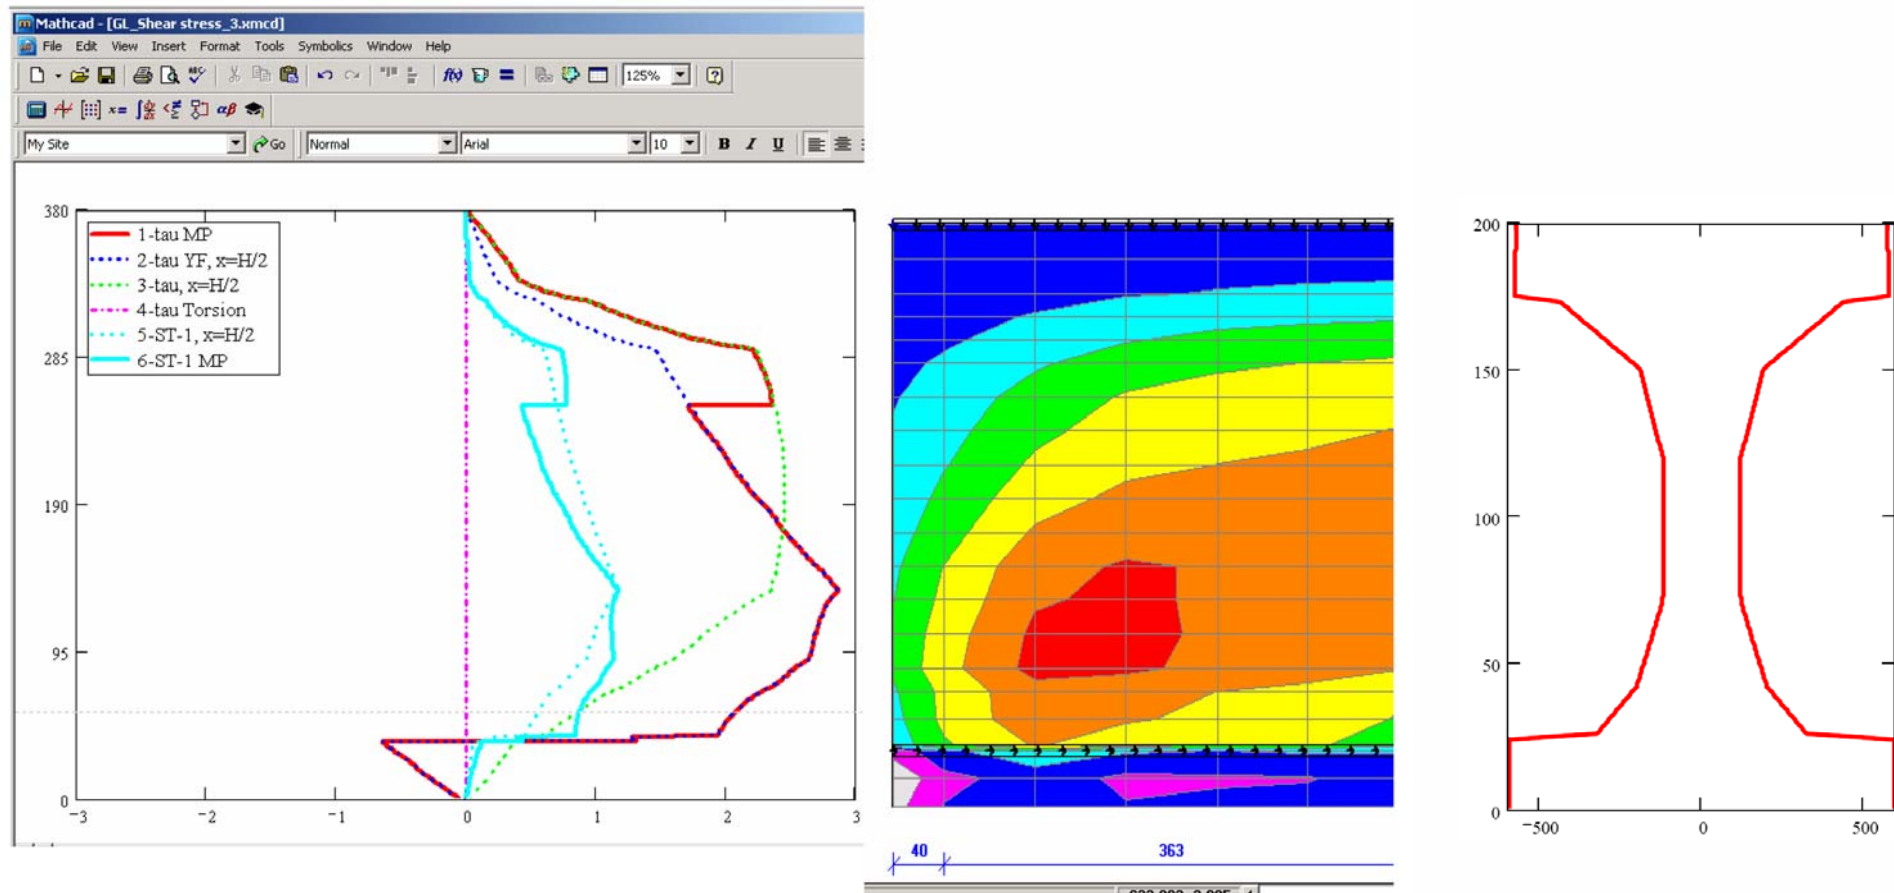 Mathcad - [GL_Shear stress_3.xmcd]
File Edit View Insert Format Tools Symbolics Window Help
125%
My Site Go Normal Arial 10 B I U
380
285
190
95
0
−3 −2 −1 0 1 2 3
1-tau MP
2-tau YF, x=H/2
3-tau, x=H/2
4-tau Torsion
5-ST-1, x=H/2
6-ST-1 MP
40 363
200
150
100
50
0
−500 0 500